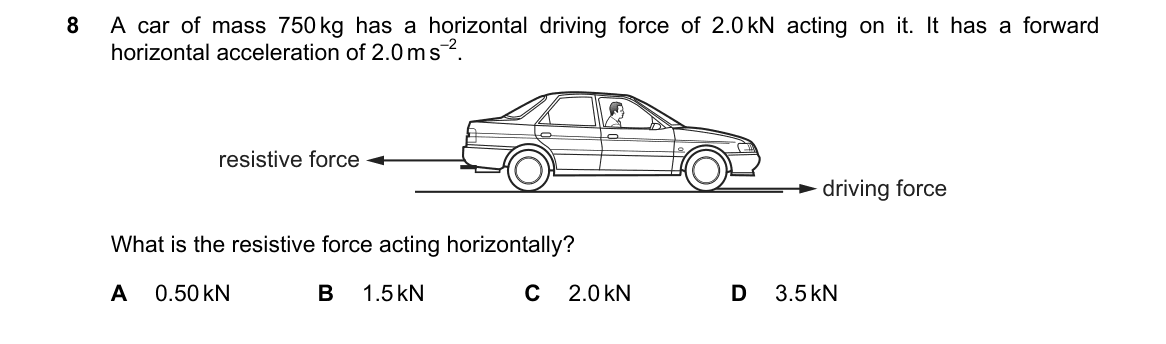 8 A car of mass 750 kg has a horizontal driving force of 2.0 kN acting on it. It has a forward
horizontal acceleration of 2.0 m s⁻².
resistive force
driving force
What is the resistive force acting horizontally?
A 0.50 kN B 1.5 kN C 2.0 kN D 3.5 kN